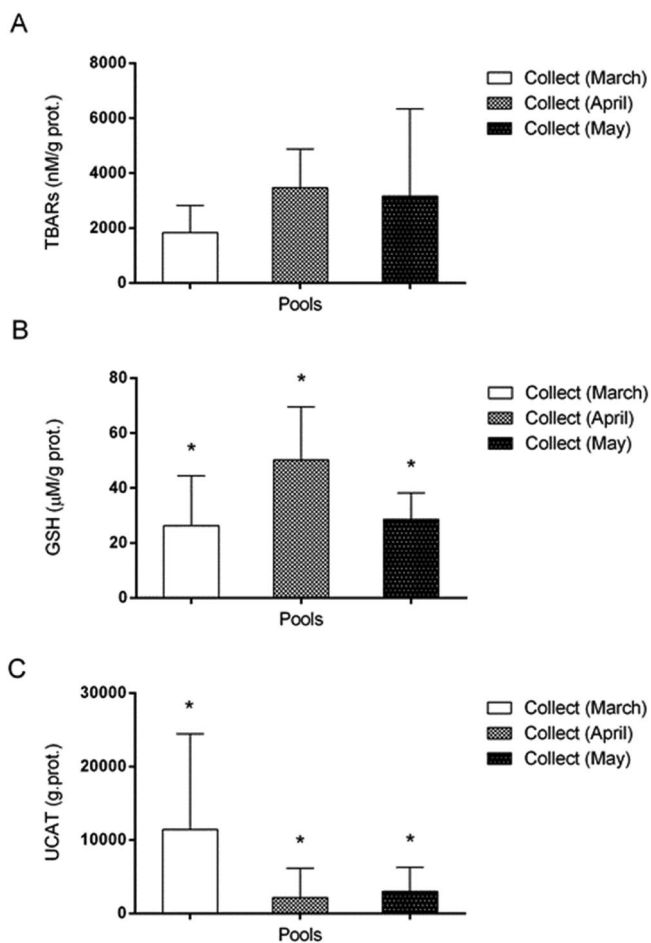 A
8000
6000
4000
2000
0
TBARs (nM/g prot.)
Pools
Collect (March)
Collect (April)
Collect (May)
B
80
60
40
20
0
GSH (μM/g prot.)
* * *
Pools
Collect (March)
Collect (April)
Collect (May)
C
30000
20000
10000
0
UCAT (g.prot.)
* * *
Pools
Collect (March)
Collect (April)
Collect (May)